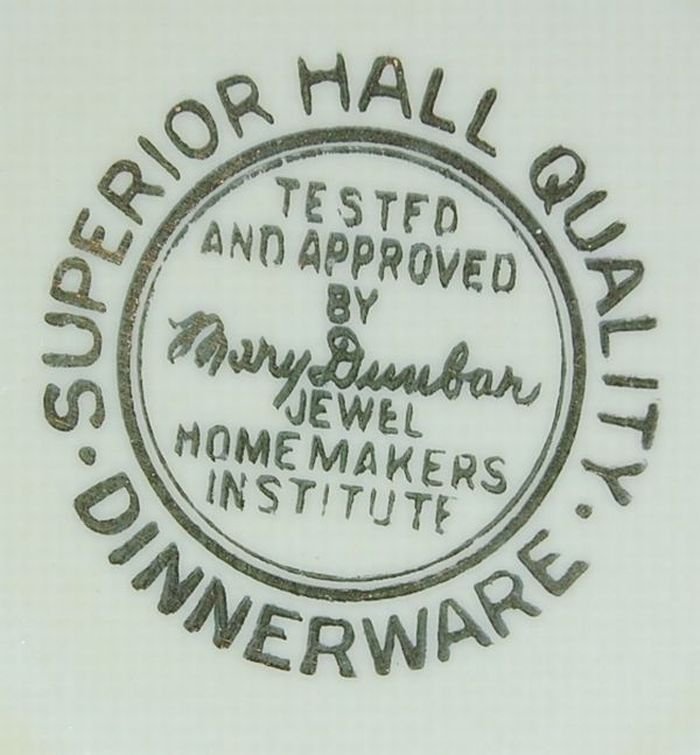 SUPERIOR HALL QUALITY
TESTED
AND APPROVED
BY
Mary Dunbar
JEWEL
HOMEMAKERS
INSTITUTE
· DINNERWARE ·